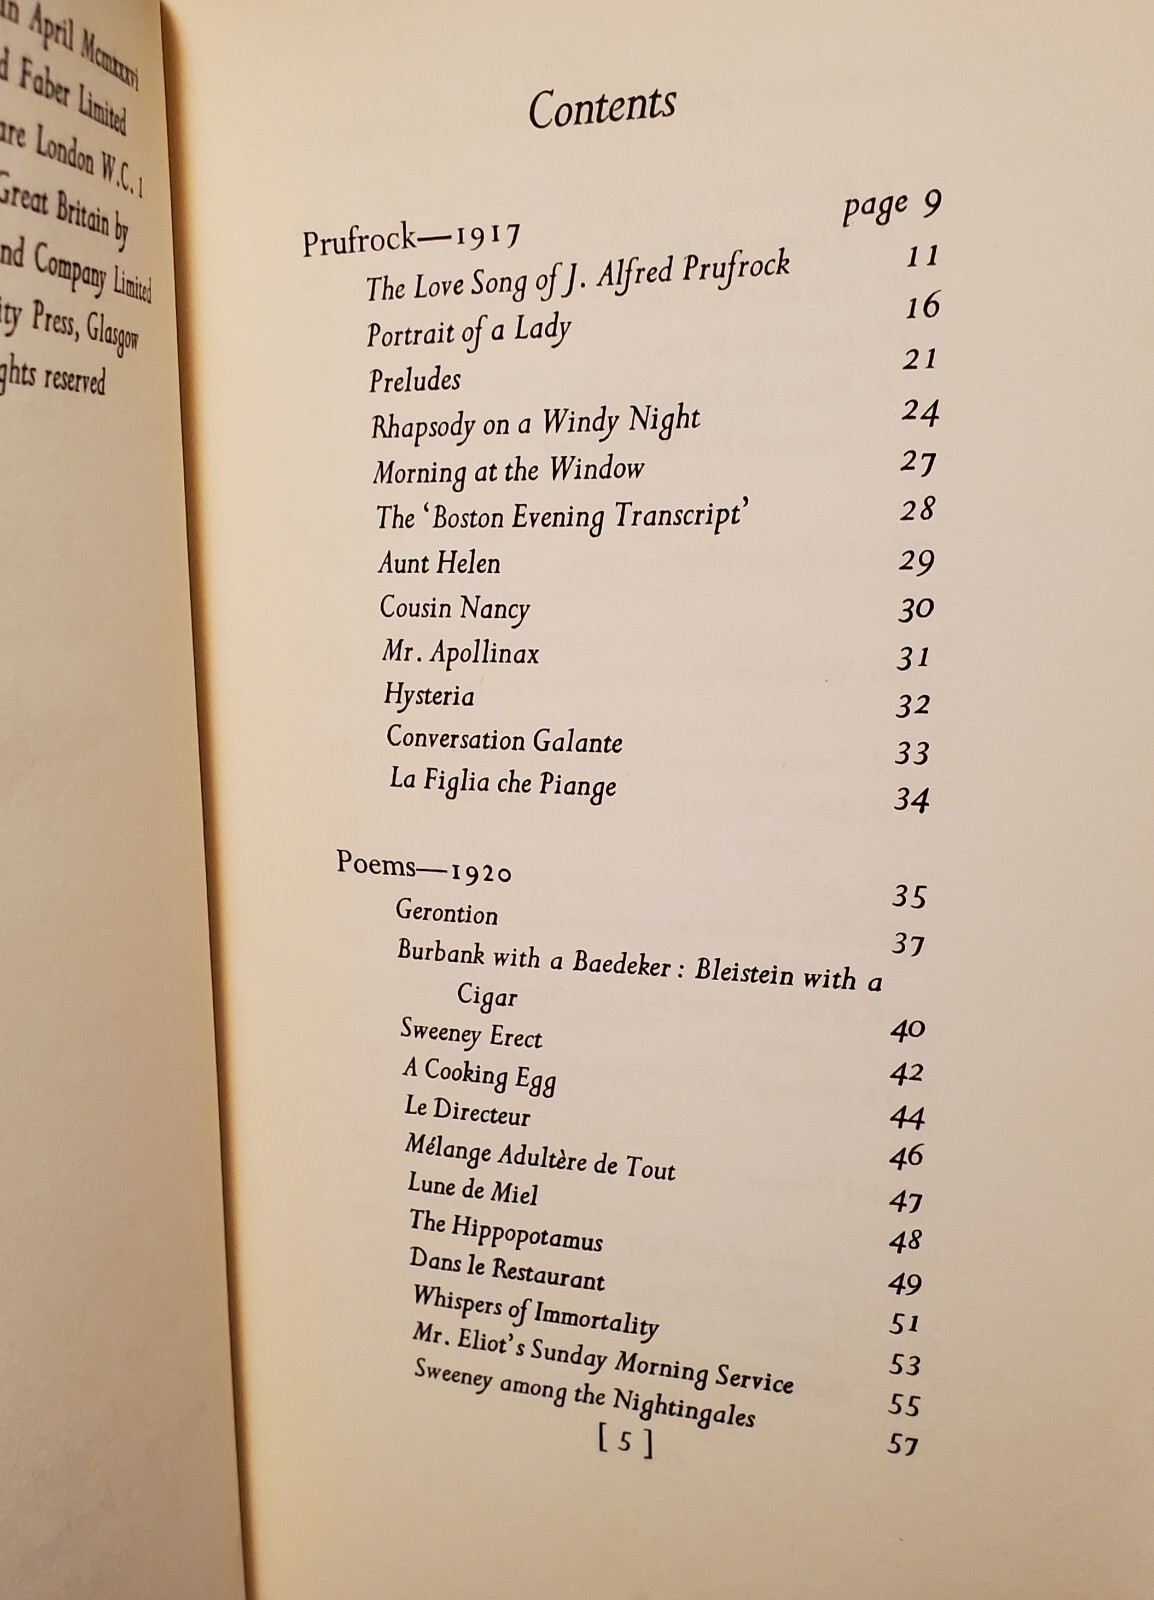 in April Mcmxxxvi
Faber Limited
London W.C.1
Great Britain by
Company Limited
Press, Glasgow
reserved
Contents
Prufrock—1917 page 9
The Love Song of J. Alfred Prufrock 11
Portrait of a Lady 16
Preludes 21
Rhapsody on a Windy Night 24
Morning at the Window 27
The ‘Boston Evening Transcript’ 28
Aunt Helen 29
Cousin Nancy 30
Mr. Apollinax 31
Hysteria 32
Conversation Galante 33
La Figlia che Piange 34
Poems—1920 35
Gerontion 37
Burbank with a Baedeker: Bleistein with a
Cigar 40
Sweeney Erect 42
A Cooking Egg 44
Le Directeur 46
Mélange Adultère de Tout 47
Lune de Miel 48
The Hippopotamus 49
Dans le Restaurant 51
Whispers of Immortality 53
Mr. Eliot’s Sunday Morning Service 55
Sweeney among the Nightingales 57
[ 5 ]